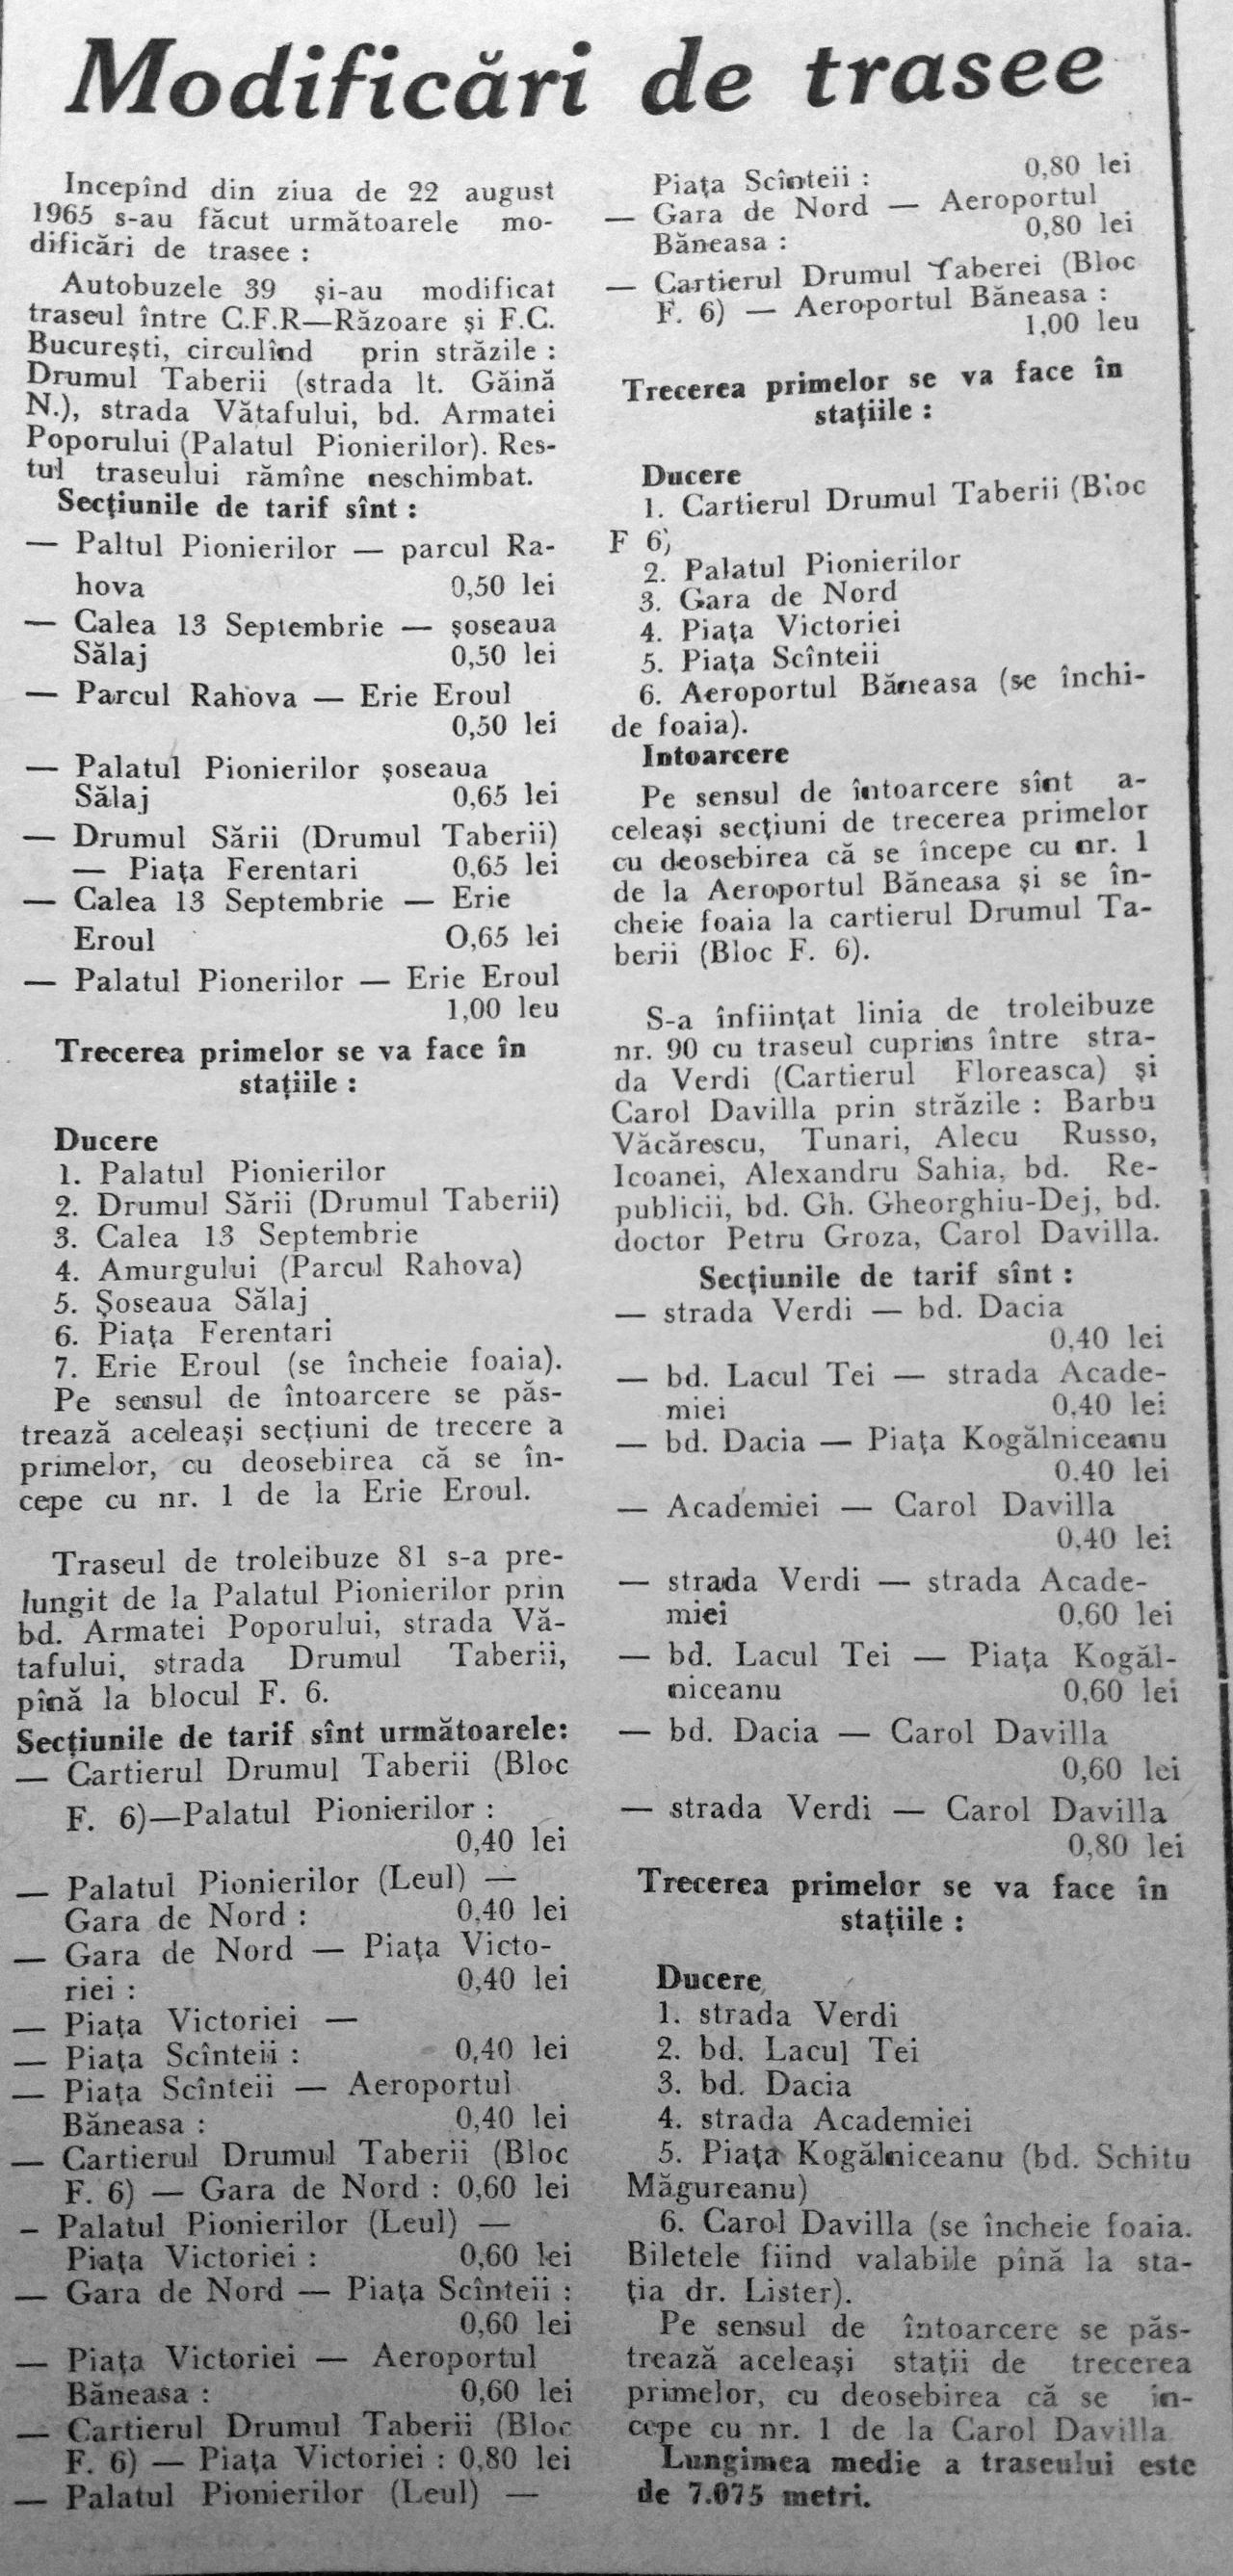 Modificări de trasee
Incepînd din ziua de 22 august
1965 s-au făcut următoarele mo-
dificări de trasee :
Autobuzele 39 și-au modificat
traseul între C.F.R—Răzoare și F.C.
București, circulînd prin străzile :
Drumul Taberii (strada lt. Găină
N.), strada Vătafului, bd. Armatei
Poporului (Palatul Pionierilor). Res-
tul traseului rămîne neschimbat.
Secțiunile de tarif sînt :
— Paltul Pionierilor — parcul Ra-
hova 0,50 lei
— Calea 13 Septembrie — șoseaua
Sălaj 0,50 lei
— Parcul Rahova — Erie Eroul
0,50 lei
— Palatul Pionierilor șoseaua
Sălaj 0,65 lei
— Drumul Sării (Drumul Taberii)
— Piața Ferentari 0,65 lei
— Calea 13 Septembrie — Erie
Eroul O,65 lei
— Palatul Pionerilor — Erie Eroul
1,00 leu
Trecerea primelor se va face în
stațiile :
Ducere
1. Palatul Pionierilor
2. Drumul Sării (Drumul Taberii)
3. Calea 13 Septembrie
4. Amurgului (Parcul Rahova)
5. Șoseaua Sălaj
6. Piața Ferentari
7. Erie Eroul (se încheie foaia).
Pe sensul de întoarcere se păs-
trează aceleași secțiuni de trecere a
primelor, cu deosebirea că se în-
cepe cu nr. 1 de la Erie Eroul.
Traseul de troleibuze 81 s-a pre-
lungit de la Palatul Pionierilor prin
bd. Armatei Poporului, strada Vă-
tafului, strada Drumul Taberii,
pînă la blocul F. 6.
Secțiunile de tarif sînt următoarele:
— Cartierul Drumul Taberii (Bloc
F. 6)—Palatul Pionierilor :
0,40 lei
— Palatul Pionierilor (Leul) —
Gara de Nord : 0,40 lei
— Gara de Nord — Piața Victo-
riei : 0,40 lei
— Piața Victoriei —
— Piața Scînteii : 0,40 lei
— Piața Scînteii — Aeroportul
Băneasa : 0,40 lei
— Cartierul Drumul Taberii (Bloc
F. 6) — Gara de Nord : 0,60 lei
– Palatul Pionierilor (Leul) —
Piața Victoriei : 0,60 lei
— Gara de Nord — Piața Scînteii :
0,60 lei
— Piața Victoriei — Aeroportul
Băneasa : 0,60 lei
— Cartierul Drumul Taberii (Bloc
F. 6) — Piața Victoriei : 0,80 lei
— Palatul Pionierilor (Leul) —
Piața Scînteii : 0,80 lei
— Gara de Nord — Aeroportul
Băneasa : 0,80 lei
— Cartierul Drumul Taberei (Bloc
F. 6) — Aeroportul Băneasa :
1,00 leu
Trecerea primelor se va face în
stațiile :
Ducere
1. Cartierul Drumul Taberii (Bloc
F 6)
2. Palatul Pionierilor
3. Gara de Nord
4. Piața Victoriei
5. Piața Scînteii
6. Aeroportul Băneasa (se închi-
de foaia).
Intoarcere
Pe sensul de întoarcere sînt a-
celeași secțiuni de trecerea primelor
cu deosebirea că se începe cu nr. 1
de la Aeroportul Băneasa și se în-
cheie foaia la cartierul Drumul Ta-
berii (Bloc F. 6).
S-a înființat linia de troleibuze
nr. 90 cu traseul cuprins între stra-
da Verdi (Cartierul Floreasca) și
Carol Davilla prin străzile : Barbu
Văcărescu, Tunari, Alecu Russo,
Icoanei, Alexandru Sahia, bd. Re-
publicii, bd. Gh. Gheorghiu-Dej, bd.
doctor Petru Groza, Carol Davilla.
Secțiunile de tarif sînt :
— strada Verdi — bd. Dacia
0,40 lei
— bd. Lacul Tei — strada Acade-
miei 0.40 lei
— bd. Dacia — Piața Kogălniceanu
0.40 lei
— Academiei — Carol Davilla
0,40 lei
— strada Verdi — strada Acade-
miei 0,60 lei
— bd. Lacul Tei — Piața Kogăl-
niceanu 0,60 lei
— bd. Dacia — Carol Davilla
0,60 lei
— strada Verdi — Carol Davilla
0,80 lei
Trecerea primelor se va face în
stațiile :
Ducere
1. strada Verdi
2. bd. Lacul Tei
3. bd. Dacia
4. strada Academiei
5. Piața Kogălniceanu (bd. Schitu
Măgureanu)
6. Carol Davilla (se încheie foaia.
Biletele fiind valabile pînă la sta-
ția dr. Lister).
Pe sensul de întoarcere se păs-
trează aceleași stații de trecerea
primelor, cu deosebirea că se în-
cepe cu nr. 1 de la Carol Davilla
Lungimea medie a traseului este
de 7.075 metri.